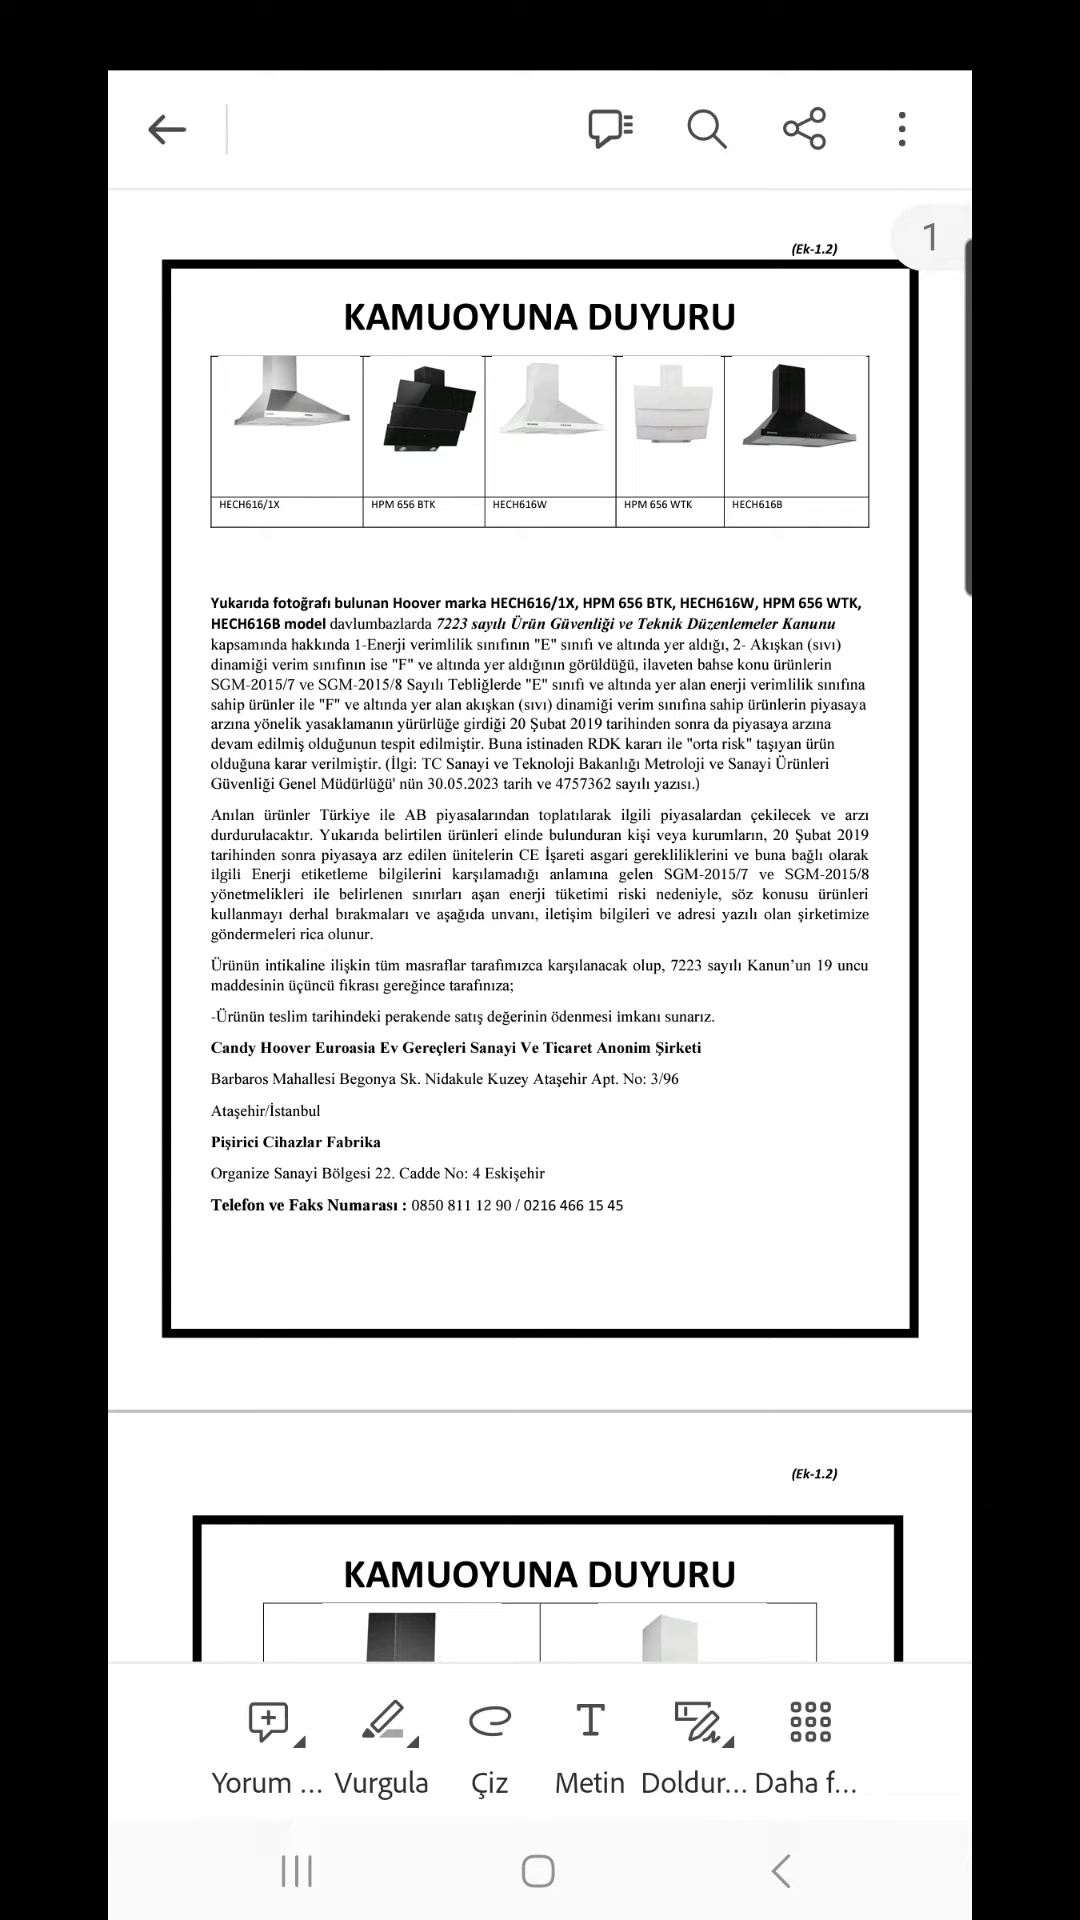 1
(Ek-1.2)
KAMUOYUNA DUYURU
HECH616/1X
HPM 656 BTK
HECH616W
HPM 656 WTK
HECH616B
Yukarıda fotoğrafı bulunan Hoover marka HECH616/1X, HPM 656 BTK, HECH616W, HPM 656 WTK,
HECH616B model davlumbazlarda 7223 sayılı Ürün Güvenliği ve Teknik Düzenlemeler Kanunu
kapsamında hakkında 1-Enerji verimlilik sınıfının "E" sınıfı ve altında yer aldığı, 2- Akışkan (sıvı)
dinamiği verim sınıfının ise "F" ve altında yer aldığının görüldüğü, ilaveten bahse konu ürünlerin
SGM-2015/7 ve SGM-2015/8 Sayılı Tebliğlerde "E" sınıfı ve altında yer alan enerji verimlilik sınıfına
sahip ürünler ile "F" ve altında yer alan akışkan (sıvı) dinamiği verim sınıfına sahip ürünlerin piyasaya
arzına yönelik yasaklamanın yürürlüğe girdiği 20 Şubat 2019 tarihinden sonra da piyasaya arzına
devam edilmiş olduğunun tespit edilmiştir. Buna istinaden RDK kararı ile "orta risk" taşıyan ürün
olduğuna karar verilmiştir. (İlgi: TC Sanayi ve Teknoloji Bakanlığı Metroloji ve Sanayi Ürünleri
Güvenliği Genel Müdürlüğü' nün 30.05.2023 tarih ve 4757362 sayılı yazısı.)
Anılan ürünler Türkiye ile AB piyasalarından toplatılarak ilgili piyasalardan çekilecek ve arzı
durdurulacaktır. Yukarıda belirtilen ürünleri elinde bulunduran kişi veya kurumların, 20 Şubat 2019
tarihinden sonra piyasaya arz edilen ünitelerin CE İşareti asgari gerekliliklerini ve buna bağlı olarak
ilgili Enerji etiketleme bilgilerini karşılamadığı anlamına gelen SGM-2015/7 ve SGM-2015/8
yönetmelikleri ile belirlenen sınırları aşan enerji tüketimi riski nedeniyle, söz konusu ürünleri
kullanmayı derhal bırakmaları ve aşağıda unvanı, iletişim bilgileri ve adresi yazılı olan şirketimize
göndermeleri rica olunur.
Ürünün intikaline ilişkin tüm masraflar tarafımızca karşılanacak olup, 7223 sayılı Kanun’un 19 uncu
maddesinin üçüncü fıkrası gereğince tarafınıza;
-Ürünün teslim tarihindeki perakende satış değerinin ödenmesi imkanı sunarız.
Candy Hoover Euroasia Ev Gereçleri Sanayi Ve Ticaret Anonim Şirketi
Barbaros Mahallesi Begonya Sk. Nidakule Kuzey Ataşehir Apt. No: 3/96
Ataşehir/İstanbul
Pişirici Cihazlar Fabrika
Organize Sanayi Bölgesi 22. Cadde No: 4 Eskişehir
Telefon ve Faks Numarası : 0850 811 12 90 / 0216 466 15 45
(Ek-1.2)
KAMUOYUNA DUYURU
Yorum ...
Vurgula
Çiz
Metin
Doldur...
Daha f...